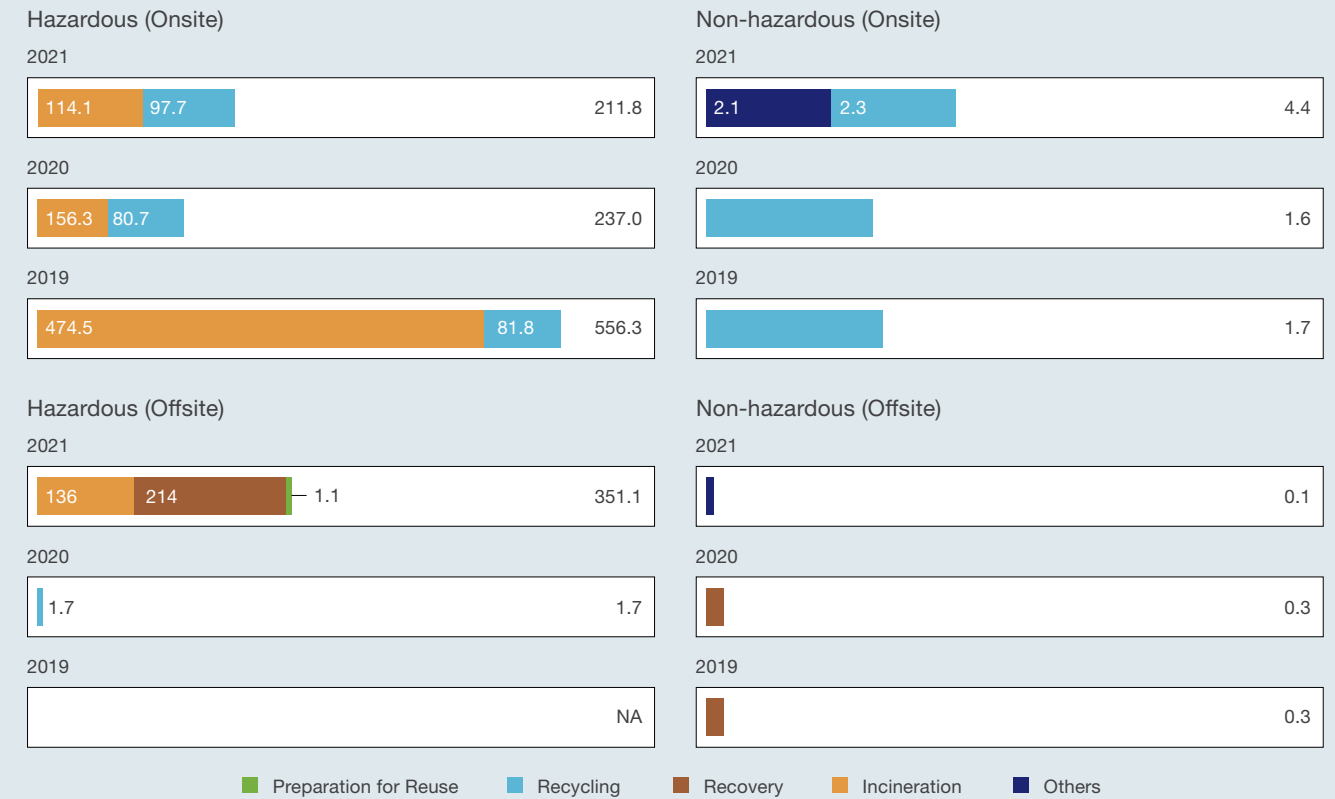 Hazardous (Onsite)
2021
114.1 97.7 211.8
2020
156.3 80.7 237.0
2019
474.5 81.8 556.3
Non-hazardous (Onsite)
2021
2.1 2.3 4.4
2020
1.6
2019
1.7
Hazardous (Offsite)
2021
136 214 1.1 351.1
2020
1.7 1.7
2019
NA
Non-hazardous (Offsite)
2021
0.1
2020
0.3
2019
0.3
Preparation for Reuse Recycling Recovery Incineration Others